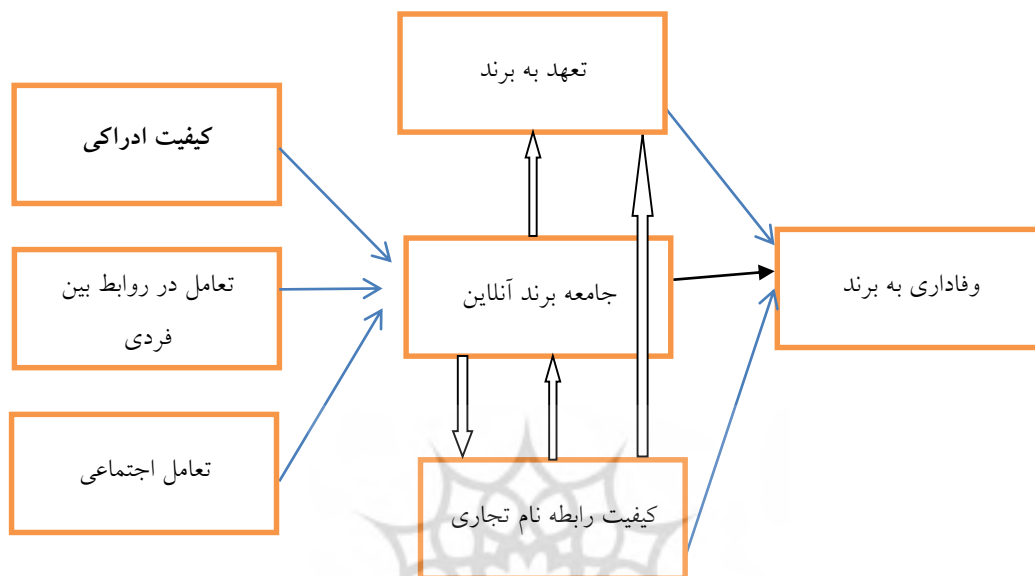 تعهد به برند
کیفیت ادراکی
تعامل در روابط بین
فردی
جامعه برند آنلاین
وفاداری به برند
تعامل اجتماعی
کیفیت رابطه نام تجاری